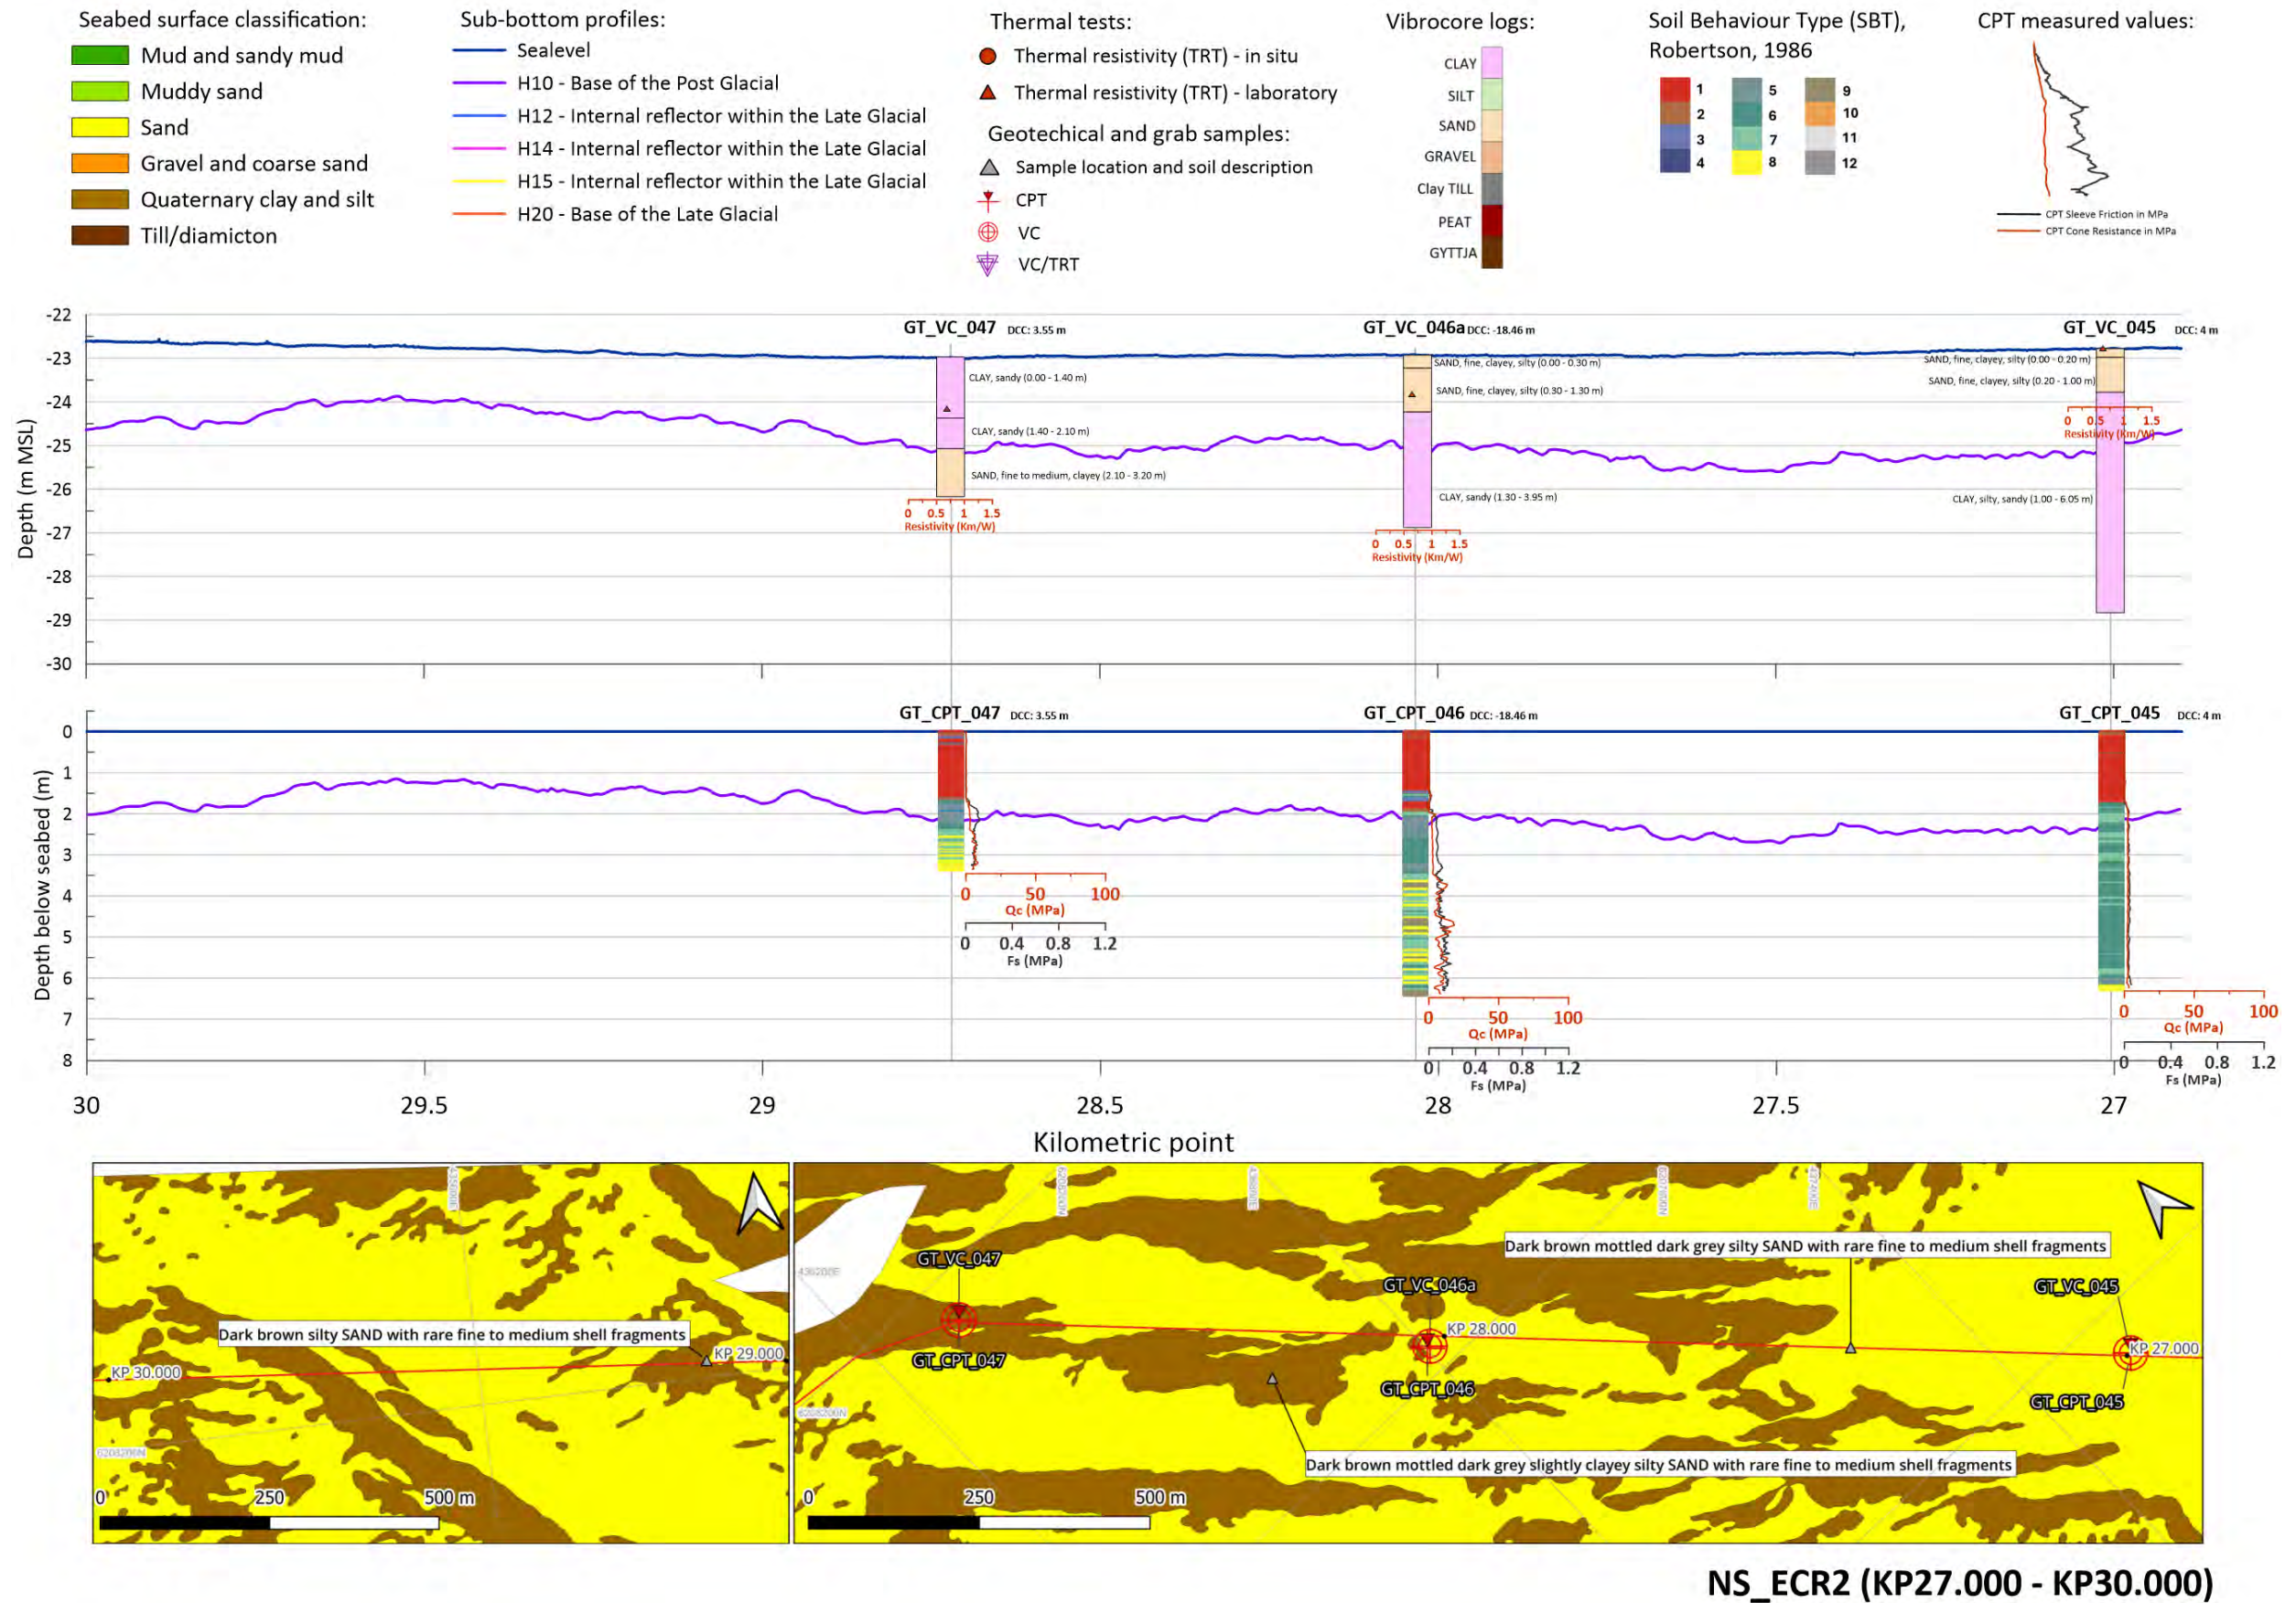 Seabed surface classification:
Mud and sandy mud
Muddy sand
Sand
Gravel and coarse sand
Quaternary clay and silt
Till/diamicton
Sub-bottom profiles:
Sealevel
H10 - Base of the Post Glacial
H12 - Internal reflector within the Late Glacial
H14 - Internal reflector within the Late Glacial
H15 - Internal reflector within the Late Glacial
H20 - Base of the Late Glacial
Thermal tests:
Thermal resistivity (TRT) - in situ
Thermal resistivity (TRT) - laboratory
Geotechical and grab samples:
Sample location and soil description
CPT
VC
VC/TRT
Vibrocore logs:
CLAY
SILT
SAND
GRAVEL
Clay TILL
PEAT
GYTTJA
Soil Behaviour Type (SBT),
Robertson, 1986
1 5 9
2 6 10
3 7 11
4 8 12
CPT measured values:
CPT Sleeve Friction in MPa
CPT Cone Resistance in MPa
Depth (m MSL)
-22
-23
-24
-25
-26
-27
-28
-29
-30
GT_VC_047 DCC: 3.55 m
CLAY, sandy (0.00 - 1.40 m)
CLAY, sandy (1.40 - 2.10 m)
SAND, fine to medium, clayey (2.10 - 3.20 m)
0 0.5 1 1.5
Resistivity (Km/W)
GT_VC_046a DCC: -18.46 m
SAND, fine, clayey, silty (0.00 - 0.30 m)
SAND, fine, clayey, silty (0.30 - 1.30 m)
CLAY, sandy (1.30 - 3.95 m)
0 0.5 1 1.5
Resistivity (Km/W)
GT_VC_045 DCC: 4 m
SAND, fine, clayey, silty (0.00 - 0.20 m)
SAND, fine, clayey, silty (0.20 - 1.00 m)
0 0.5 1 1.5
Resistivity (Km/W)
CLAY, silty, sandy (1.00 - 6.05 m)
Depth below seabed (m)
0
1
2
3
4
5
6
7
8
GT_CPT_047 DCC: 3.55 m
0 50 100
Qc (MPa)
0 0.4 0.8 1.2
Fs (MPa)
GT_CPT_046 DCC: -18.46 m
0 50 100
Qc (MPa)
0 0.4 0.8 1.2
Fs (MPa)
GT_CPT_045 DCC: 4 m
0 50 100
Qc (MPa)
0 0.4 0.8 1.2
Fs (MPa)
30 29.5 29 28.5 28 27.5 27
Kilometric point
Dark brown silty SAND with rare fine to medium shell fragments
KP 30.000
KP 29.000
6208200N
0 250 500 m
GT_VC_047
GT_CPT_047
6208200N
GT_VC_046a
KP 28.000
GT_CPT_046
Dark brown mottled dark grey silty SAND with rare fine to medium shell fragments
GT_VC_045
KP 27.000
GT_CPT_045
Dark brown mottled dark grey slightly clayey silty SAND with rare fine to medium shell fragments
0 250 500 m
NS_ECR2 (KP27.000 - KP30.000)